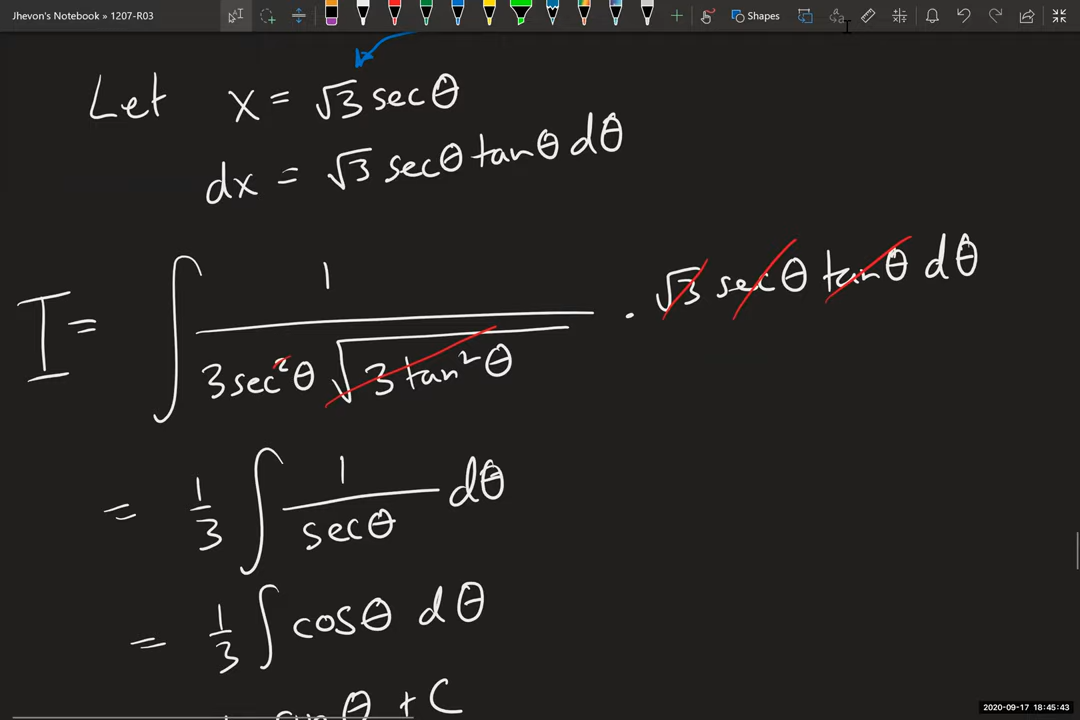 Jhevon's Notebook » 1207-R03
Shapes
Let x = √3 secθ
dx = √3 secθ tanθ dθ
I = ∫ 1 / (3sec²θ √(3tan²θ)) · √3 secθ tanθ dθ
= 1/3 ∫ 1/secθ dθ
= 1/3 ∫ cosθ dθ
sinθ + C
2020-09-17 18:45:43